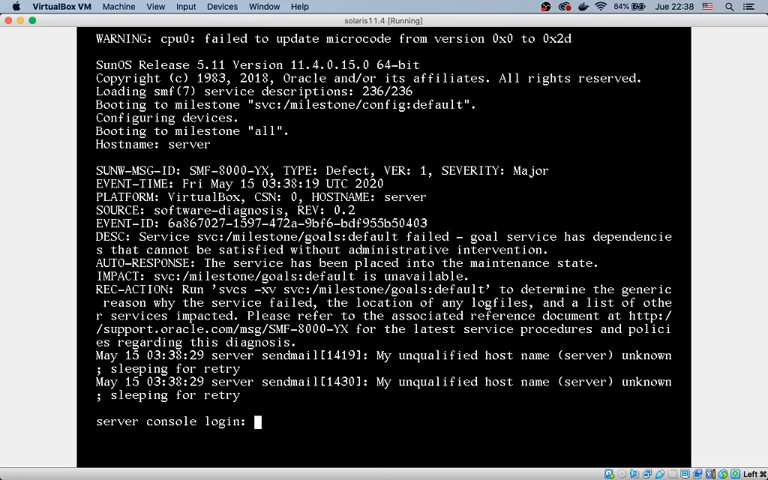 VirtualBox VM Machine View Input Devices Window Help 84% Jue 22:38
solaris11.4 [Running]
WARNING: cpu0: failed to update microcode from version 0x0 to 0x2d
SunOS Release 5.11 Version 11.4.0.15.0 64-bit
Copyright (c) 1983, 2018, Oracle and/or its affiliates. All rights reserved.
Loading smf(7) service descriptions: 236/236
Booting to milestone "svc:/milestone/config:default".
Configuring devices.
Booting to milestone "all".
Hostname: server
SUNW-MSG-ID: SMF-8000-YX, TYPE: Defect, VER: 1, SEVERITY: Major
EVENT-TIME: Fri May 15 03:38:19 UTC 2020
PLATFORM: VirtualBox, CSN: 0, HOSTNAME: server
SOURCE: software-diagnosis, REV: 0.2
EVENT-ID: 6a867027-1597-472a-9bf6-bdf955b50403
DESC: Service svc:/milestone/goals:default failed - goal service has dependencie
s that cannot be satisfied without administrative intervention.
AUTO-RESPONSE: The service has been placed into the maintenance state.
IMPACT: svc:/milestone/goals:default is unavailable.
REC-ACTION: Run 'svcs -xv svc:/milestone/goals:default' to determine the generic
 reason why the service failed, the location of any logfiles, and a list of othe
r services impacted. Please refer to the associated reference document at http:/
/support.oracle.com/msg/SMF-8000-YX for the latest service procedures and polici
es regarding this diagnosis.
May 15 03:38:29 server sendmail[1419]: My unqualified host name (server) unknown
; sleeping for retry
May 15 03:38:29 server sendmail[1430]: My unqualified host name (server) unknown
; sleeping for retry
server console login:
Left ⌘